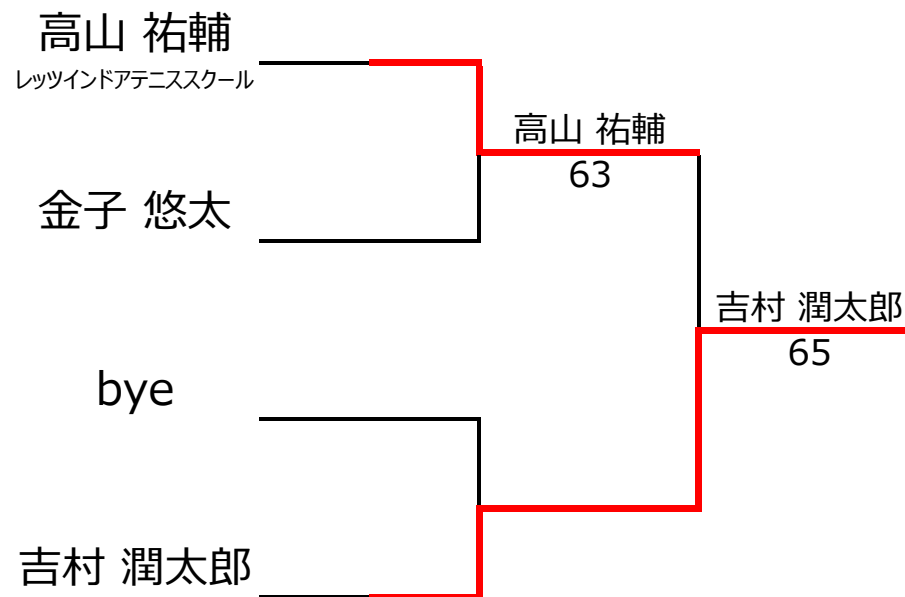 高山 祐輔
レッツインドアテニススクール
高山 祐輔
63
金子 悠太
吉村 潤太郎
65
bye
吉村 潤太郎